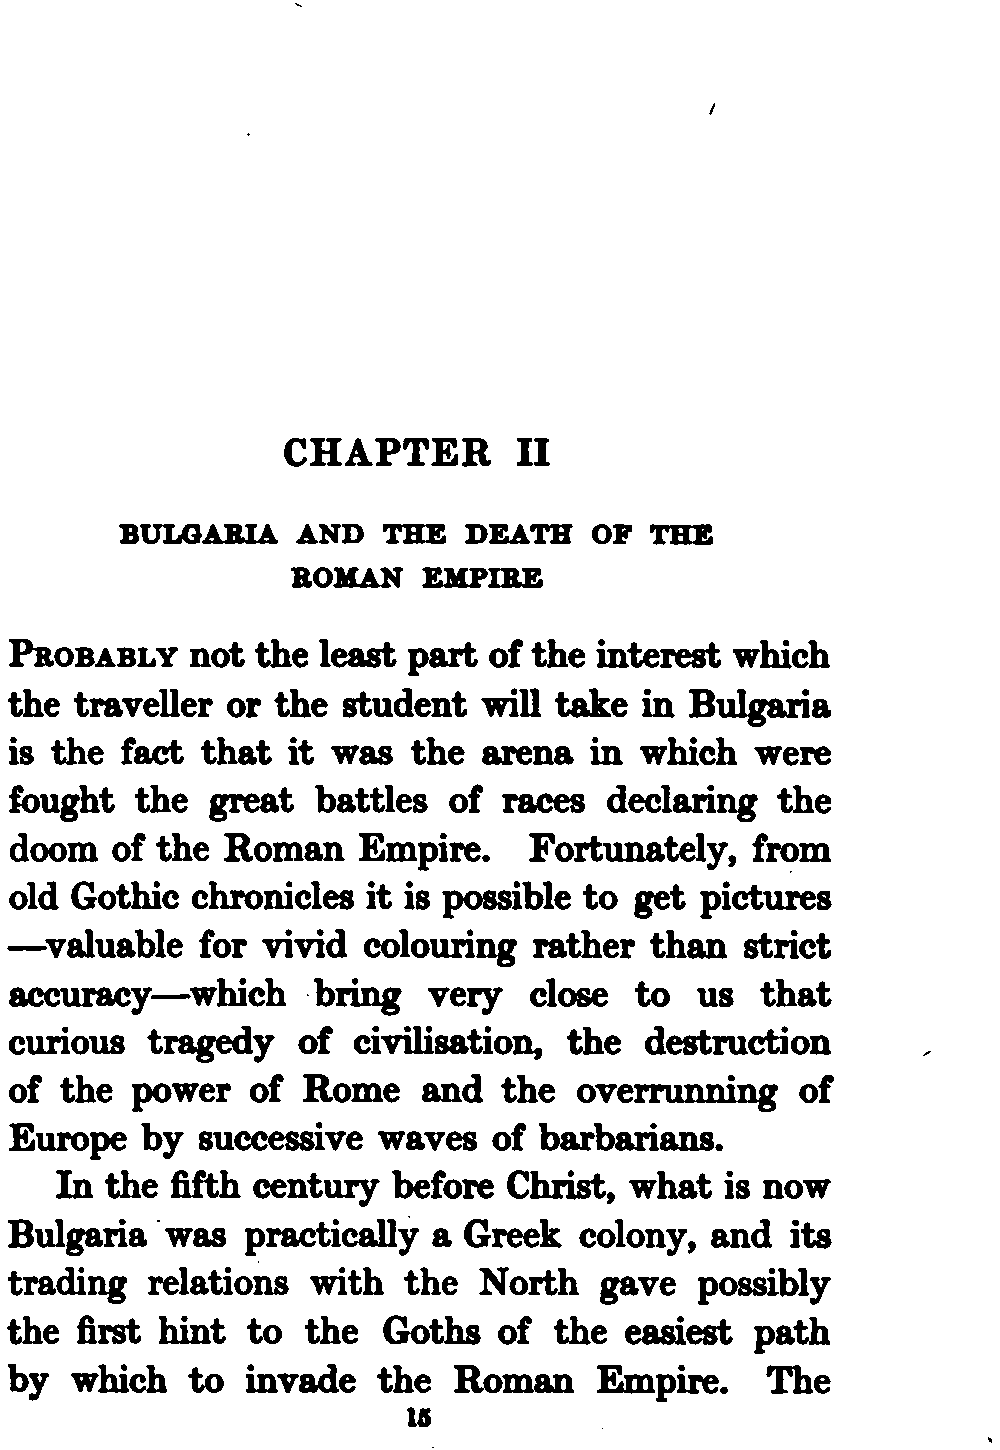 CHAPTER II
BULGARIA AND THE DEATH OF THE
ROMAN EMPIRE
PROBABLY not the least part of the interest which
the traveller or the student will take in Bulgaria
is the fact that it was the arena in which were
fought the great battles of races declaring the
doom of the Roman Empire. Fortunately, from
old Gothic chronicles it is possible to get pictures
—valuable for vivid colouring rather than strict
accuracy—which bring very close to us that
curious tragedy of civilisation, the destruction
of the power of Rome and the overrunning of
Europe by successive waves of barbarians.
In the fifth century before Christ, what is now
Bulgaria was practically a Greek colony, and its
trading relations with the North gave possibly
the first hint to the Goths of the easiest path
by which to invade the Roman Empire. The
15